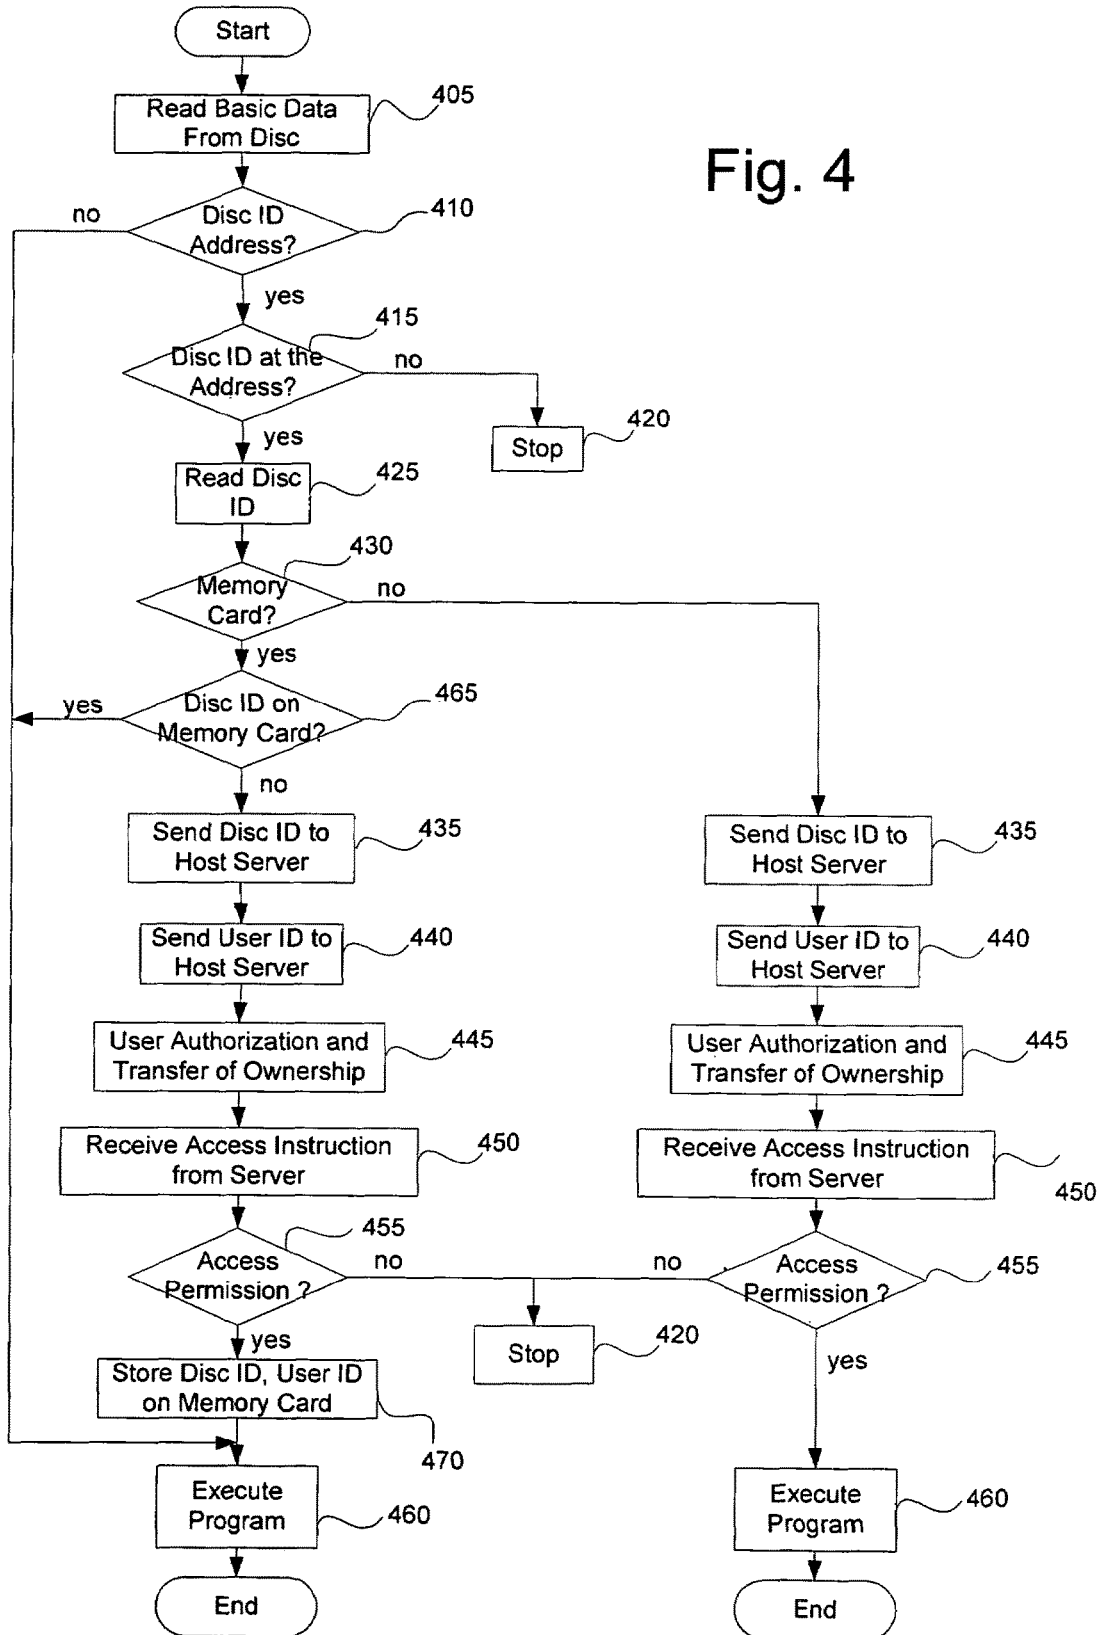 Start
Read Basic Data
From Disc
405
Fig. 4
no
Disc ID
Address?
410
yes
415
Disc ID at the
Address?
no
420
Stop
yes
Read Disc
ID
425
430
Memory
Card?
no
yes
yes
Disc ID on
Memory Card?
465
no
Send Disc ID to
Host Server
435
Send Disc ID to
Host Server
435
Send User ID to
Host Server
440
Send User ID to
Host Server
440
User Authorization and
Transfer of Ownership
445
User Authorization and
Transfer of Ownership
445
Receive Access Instruction
from Server
450
Receive Access Instruction
from Server
450
455
Access
Permission ?
no
no
Access
Permission ?
455
yes
Stop
420
yes
Store Disc ID, User ID
on Memory Card
470
Execute
Program
460
Execute
Program
460
End
End